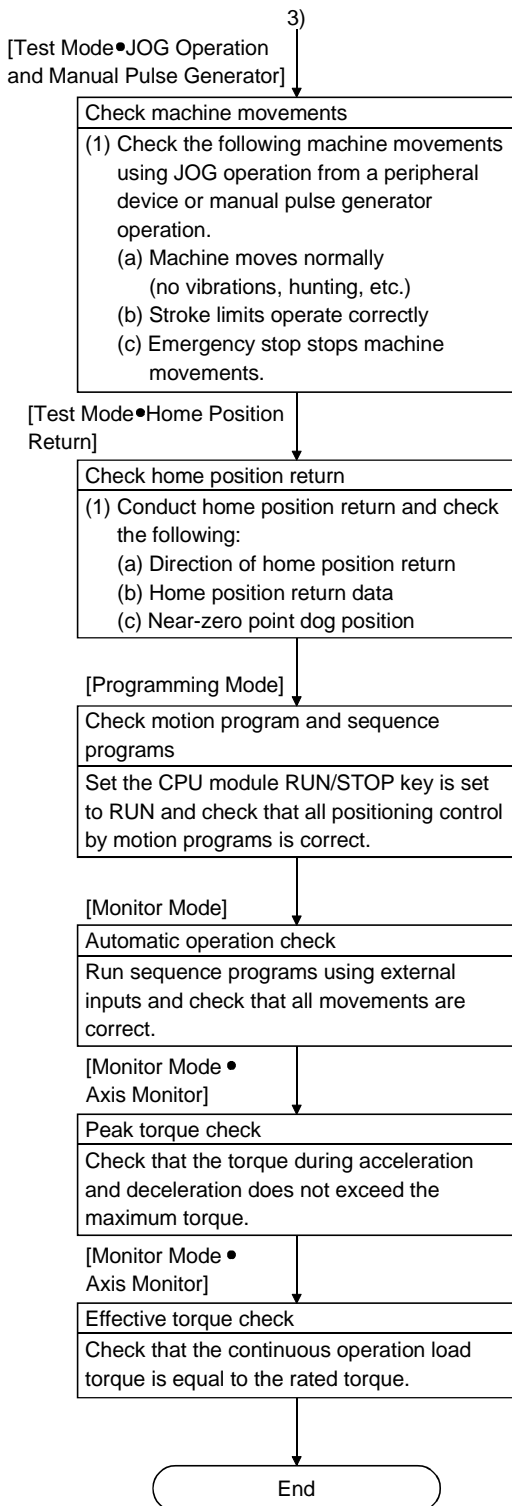 3)
[Test Mode●JOG Operation
and Manual Pulse Generator]
Check machine movements
(1) Check the following machine movements
using JOG operation from a peripheral
device or manual pulse generator
operation.
(a) Machine moves normally
(no vibrations, hunting, etc.)
(b) Stroke limits operate correctly
(c) Emergency stop stops machine
movements.
[Test Mode●Home Position
Return]
Check home position return
(1) Conduct home position return and check
the following:
(a) Direction of home position return
(b) Home position return data
(c) Near-zero point dog position
[Programming Mode]
Check motion program and sequence
programs
Set the CPU module RUN/STOP key is set
to RUN and check that all positioning control
by motion programs is correct.
[Monitor Mode]
Automatic operation check
Run sequence programs using external
inputs and check that all movements are
correct.
[Monitor Mode ●
Axis Monitor]
Peak torque check
Check that the torque during acceleration
and deceleration does not exceed the
maximum torque.
[Monitor Mode ●
Axis Monitor]
Effective torque check
Check that the continuous operation load
torque is equal to the rated torque.
End